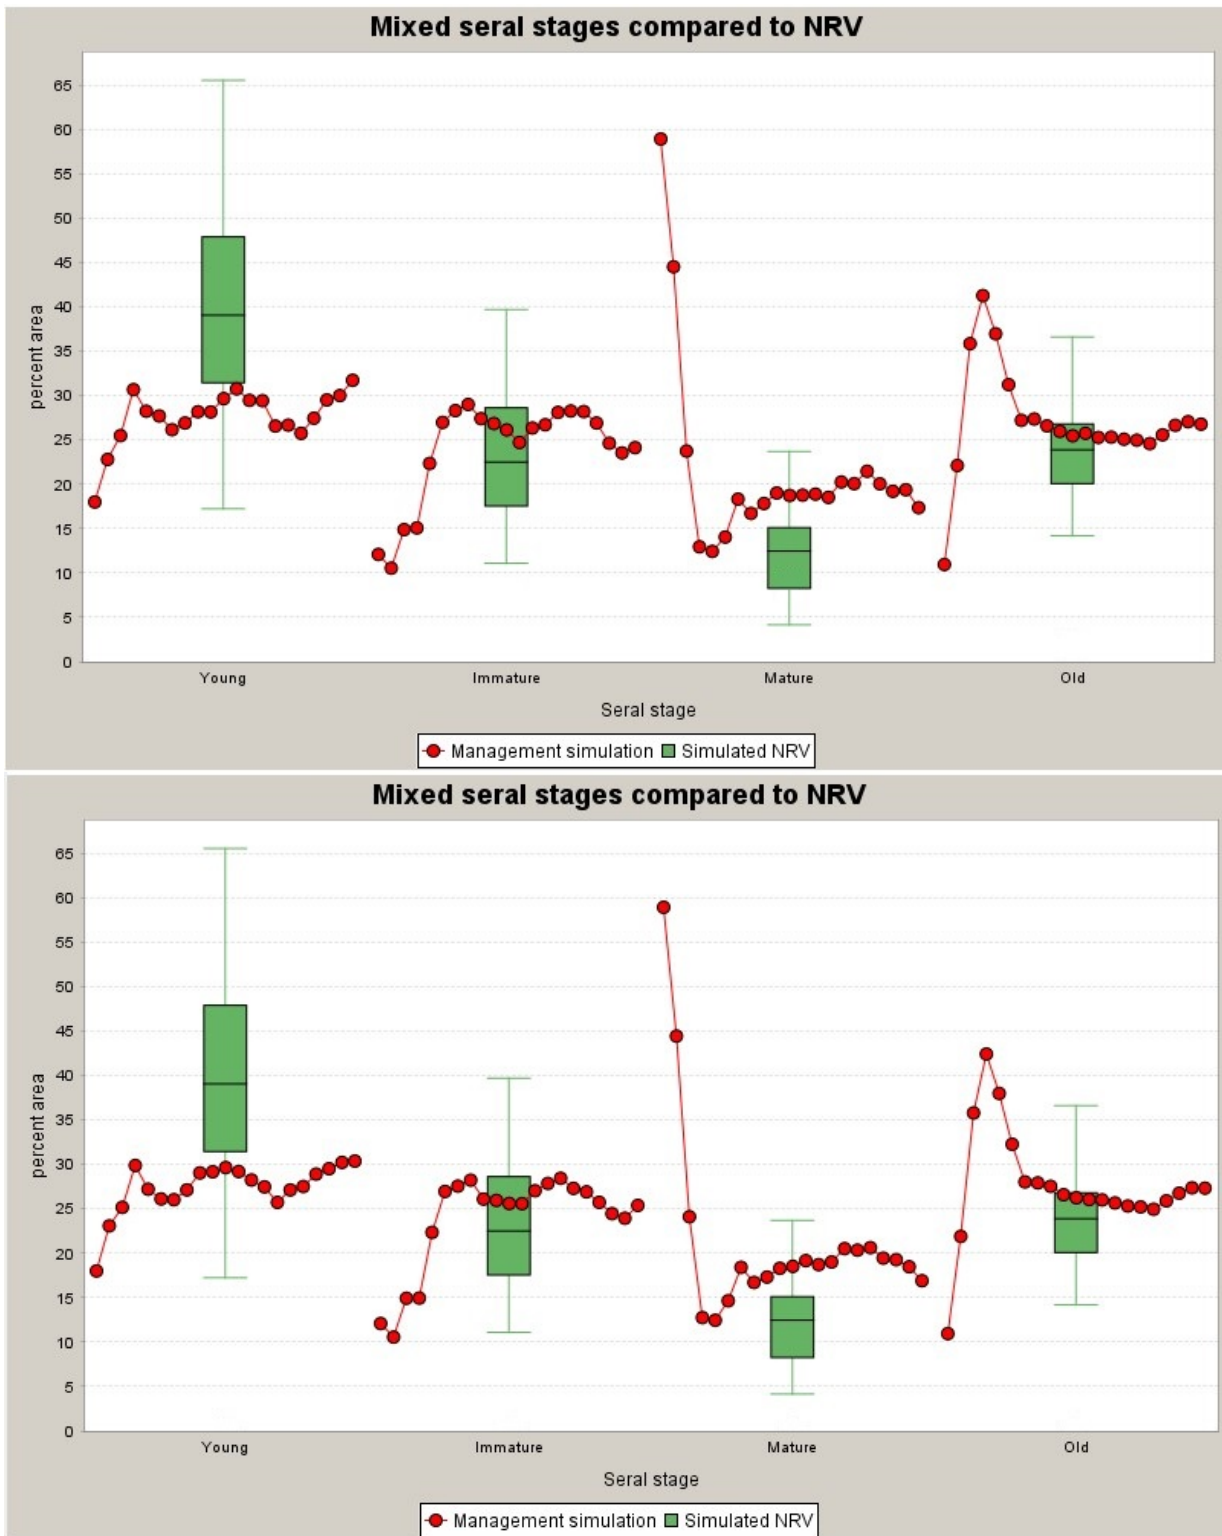 Mixed seral stages compared to NRV
65
60
55
50
45
40
35
30
25
20
15
10
5
0
percent area
Young Immature Mature Old
Seral stage
Management simulation Simulated NRV
Mixed seral stages compared to NRV
65
60
55
50
45
40
35
30
25
20
15
10
5
0
percent area
Young Immature Mature Old
Seral stage
Management simulation Simulated NRV